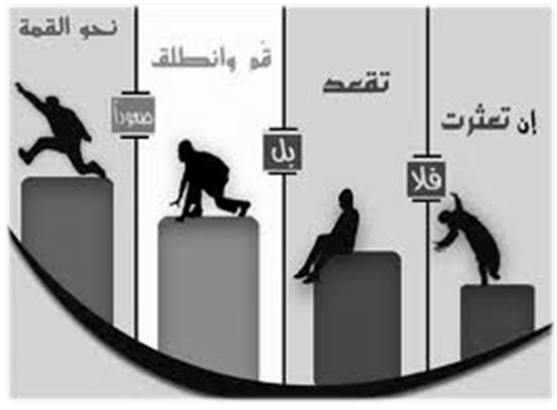 إن تعثرت
فلا
تقعد
بل
قم وانطلق
صعوداً
نحو القمة